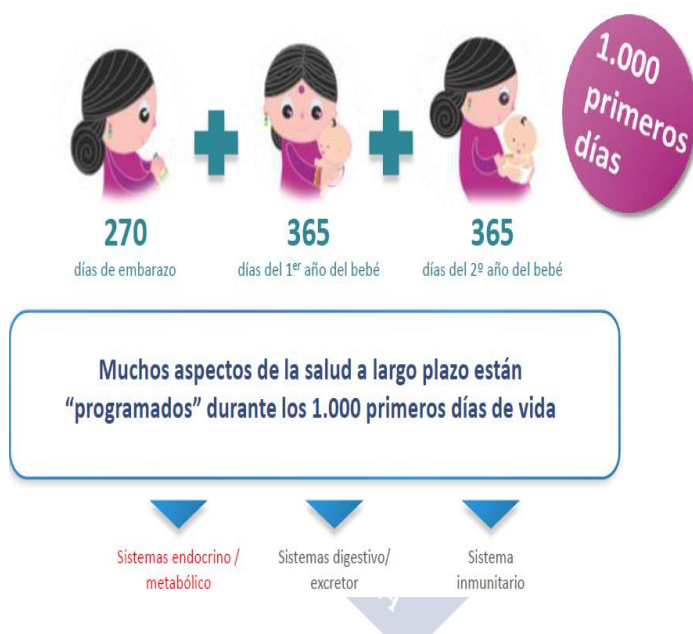 1.000
primeros
días
270
días de embarazo
365
días del 1er año del bebé
365
días del 2º año del bebé
Muchos aspectos de la salud a largo plazo están
“programados” durante los 1.000 primeros días de vida
Sistemas endocrino /
metabólico
Sistemas digestivo/
excretor
Sistema
inmunitario